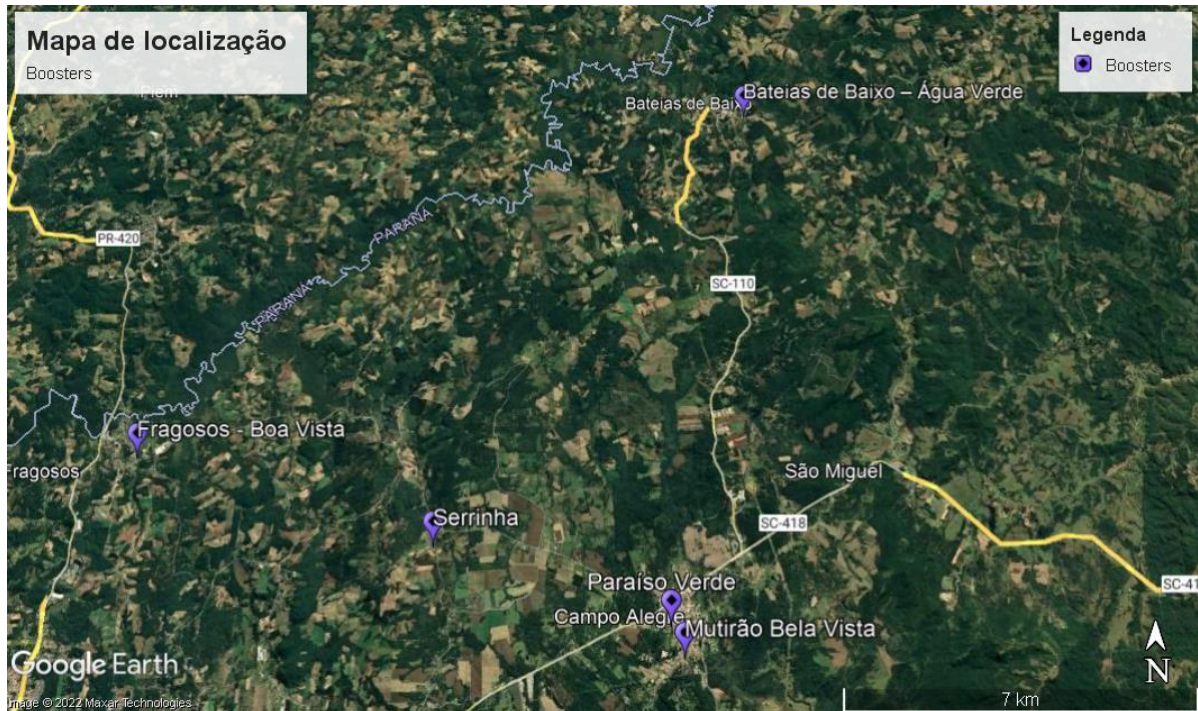 Mapa de localização
Boosters
Legenda
Boosters
Piem
Bateias de Baixo
Bateias de Baixo – Água Verde
PR-420
PARANÁ
PARANÁ
SC-110
Fragosos - Boa Vista
Fragosos
São Miguel
Serrinha
SC-418
Paraíso Verde
SC-41
Campo Alegre
Mutirão Bela Vista
Google Earth
N
Image © 2022 Maxar Technologies
7 km